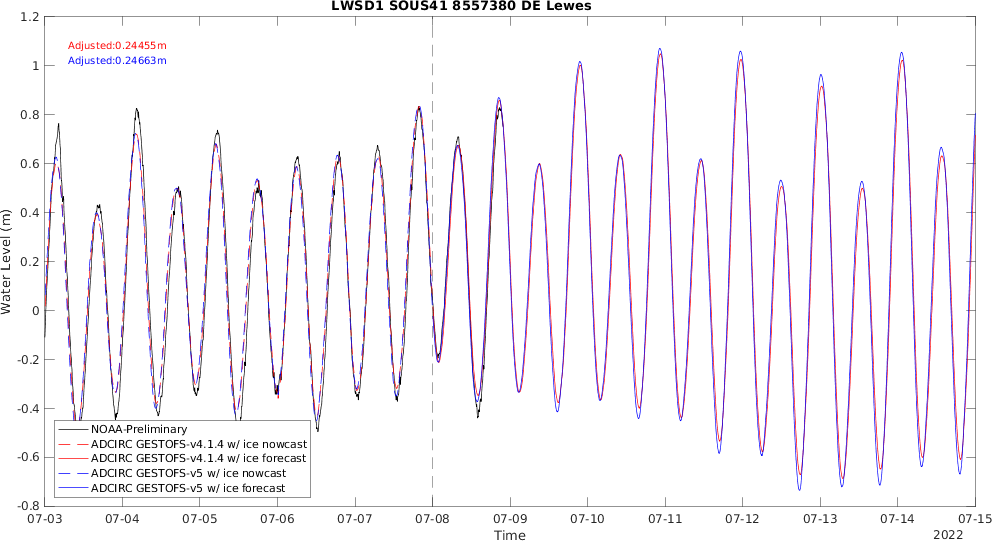 LWSD1 SOUS41 8557380 DE Lewes
Adjusted:0.24455m
Adjusted:0.24663m
Water Level (m)
1.2
1
0.8
0.6
0.4
0.2
0
-0.2
-0.4
-0.6
-0.8
NOAA-Preliminary
ADCIRC GESTOFS-v4.1.4 w/ ice nowcast
ADCIRC GESTOFS-v4.1.4 w/ ice forecast
ADCIRC GESTOFS-v5 w/ ice nowcast
ADCIRC GESTOFS-v5 w/ ice forecast
07-03 07-04 07-05 07-06 07-07 07-08 07-09 07-10 07-11 07-12 07-13 07-14 07-15
Time
2022